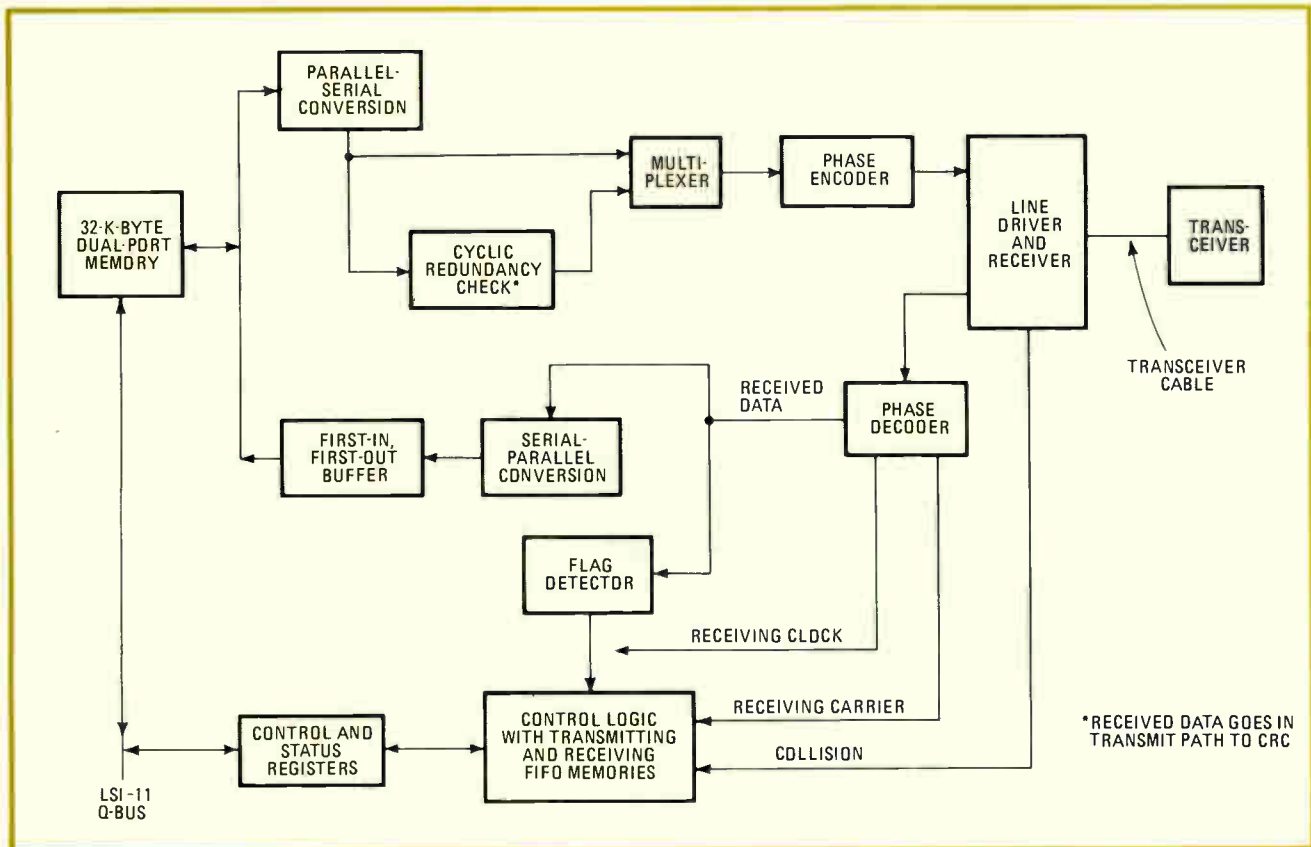 PARALLEL-
SERIAL
CONVERSION
MULTI-
PLEXER
PHASE
ENCODER
LINE
DRIVER
AND
RECEIVER
TRANS-
CEIVER
32-K-BYTE
DUAL-PORT
MEMORY
CYCLIC
REDUNDANCY
CHECK*
TRANSCEIVER
CABLE
RECEIVED
DATA
PHASE
DECODER
FIRST-IN,
FIRST-OUT
BUFFER
SERIAL-
PARALLEL
CONVERSION
FLAG
DETECTOR
RECEIVING CLOCK
RECEIVING CARRIER
COLLISION
CONTROL AND
STATUS
REGISTERS
CONTROL LOGIC
WITH TRANSMITTING
AND RECEIVING
FIFO MEMORIES
*RECEIVED DATA GOES IN
TRANSMIT PATH TO CRC
LSI-11
Q-BUS